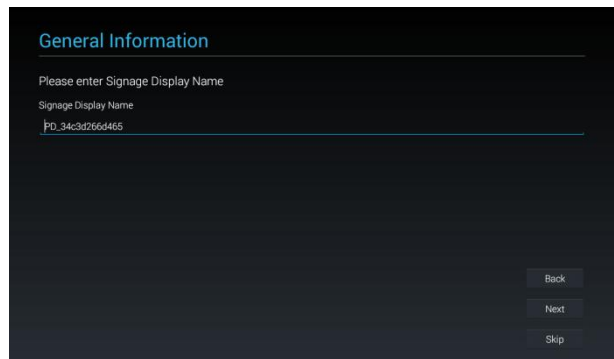 General Information
Please enter Signage Display Name
Signage Display Name
PD_34c3d266d465
Back
Next
Skip